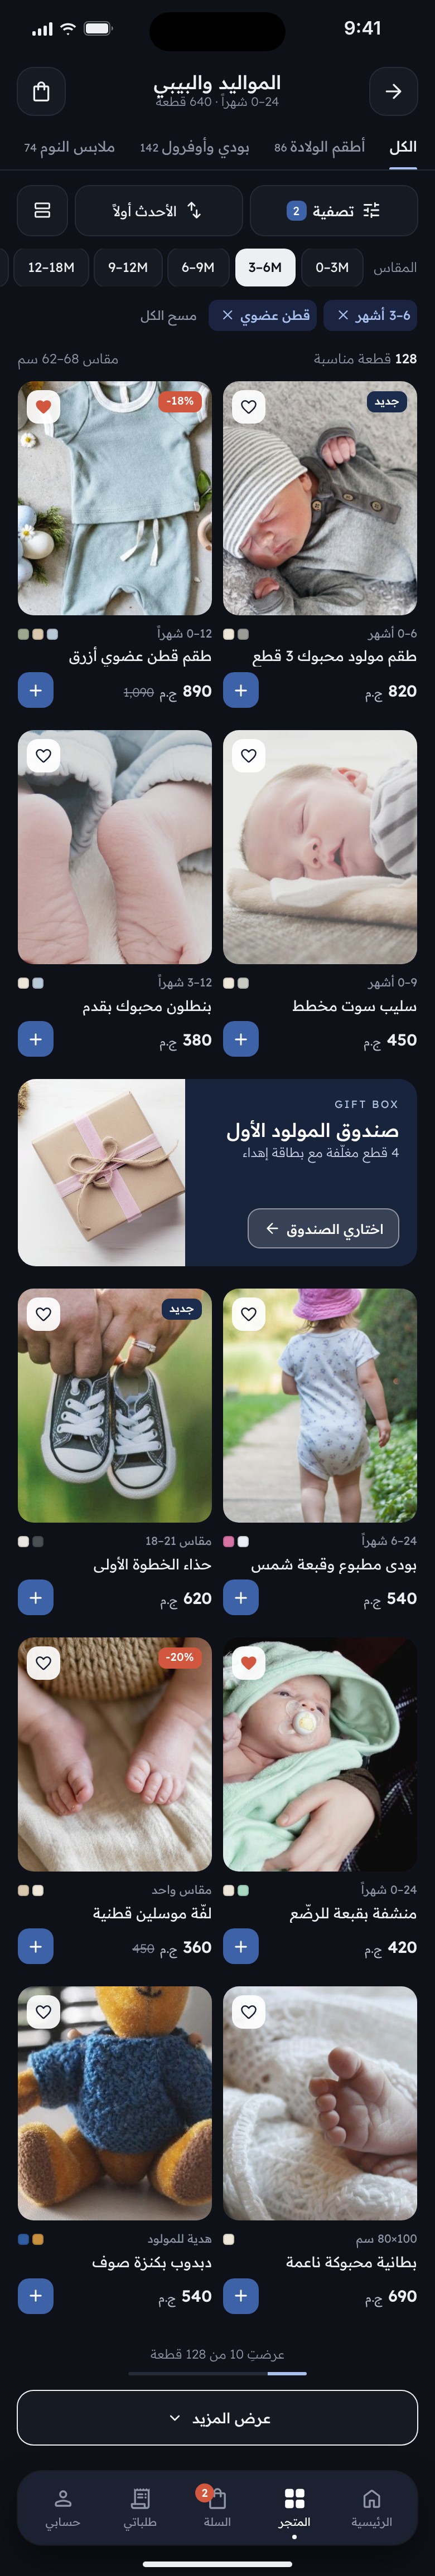 9:41
المواليد والبيبي
0–24 شهراً · 640 قطعة
الكل
أطقم الولادة 86
بودي وأوفرول 142
ملابس النوم 74
تصفية 2
الأحدث أولاً
المقاس
0–3M
3–6M
6–9M
9–12M
12–18M
3–6 أشهر
قطن عضوي
مسح الكل
128 قطعة مناسبة
مقاس 62–68 سم
جديد
0–6 أشهر
طقم مولود محبوك 3 قطع
820 ج.م
-18%
0–12 شهراً
طقم قطن عضوي أزرق
890 ج.م 1,090
0–9 أشهر
سليب سوت مخطط
450 ج.م
3–12 شهراً
بنطلون محبوك بقدم
380 ج.م
GIFT BOX
صندوق المولود الأول
4 قطع مغلّفة مع بطاقة إهداء
اختاري الصندوق
6–24 شهراً
بودي مطبوع وقبعة شمس
540 ج.م
جديد
مقاس 18–21
حذاء الخطوة الأولى
620 ج.م
0–24 شهراً
منشفة بقبعة للرضّع
420 ج.م
-20%
مقاس واحد
لفّة موسلين قطنية
360 ج.م 450
80×100 سم
بطانية محبوكة ناعمة
690 ج.م
هدية للمولود
دبدوب بكنزة صوف
540 ج.م
عرضتِ 10 من 128 قطعة
عرض المزيد
الرئيسية
المتجر
السلة 2
طلباتي
حسابي